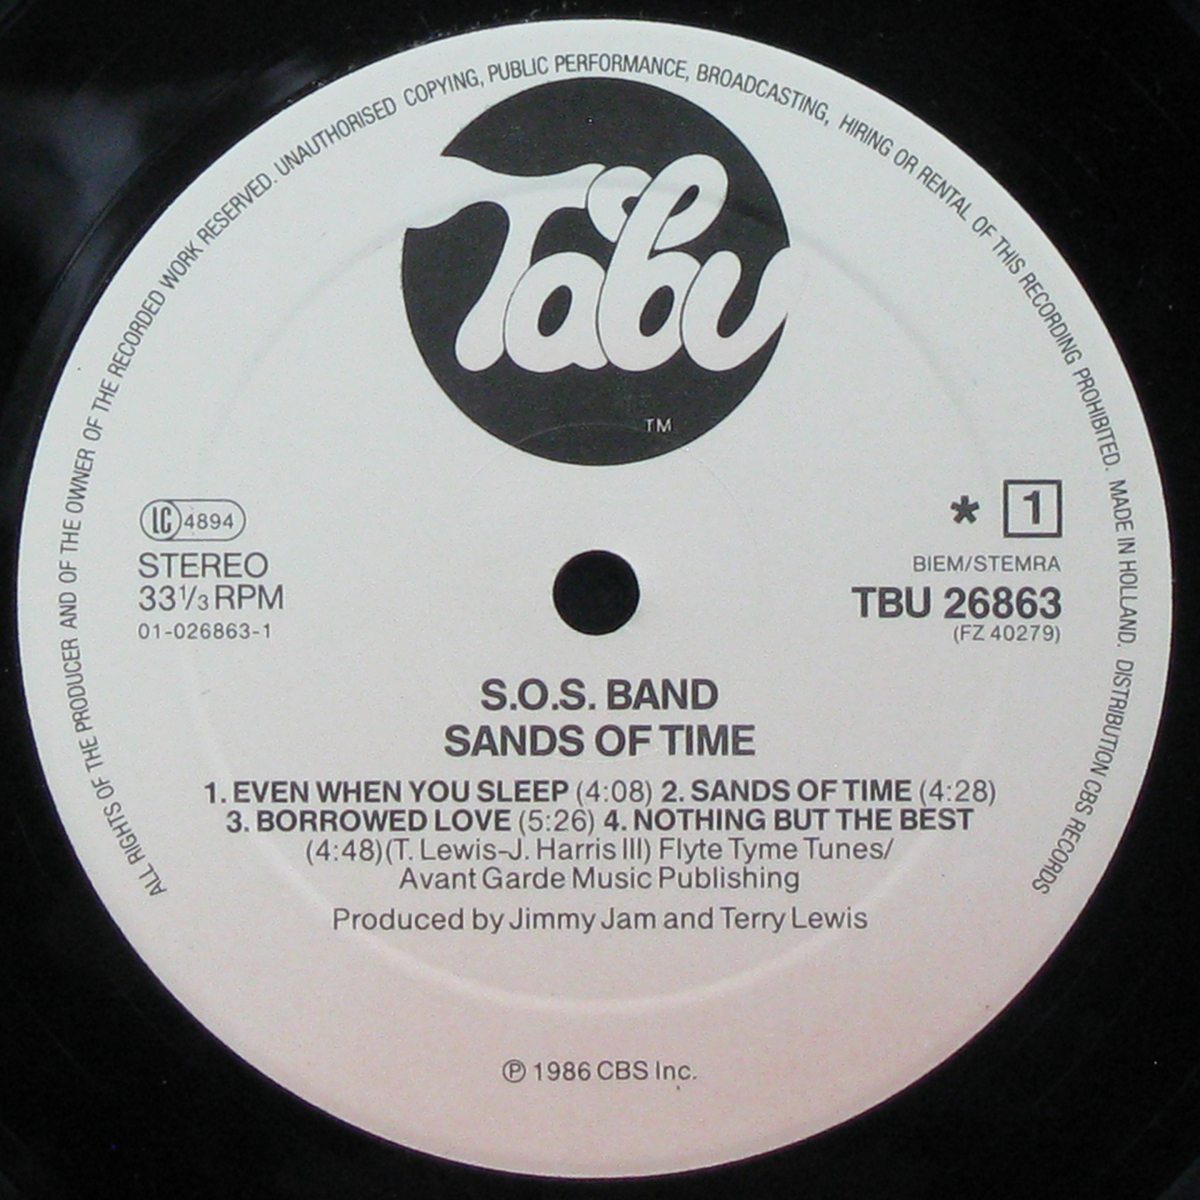 ALL RIGHTS OF THE PRODUCER AND OF THE OWNER OF THE RECORDED WORK RESERVED. UNAUTHORISED COPYING, PUBLIC PERFORMANCE, BROADCASTING, HIRING OR RENTAL OF THIS RECORDING PROHIBITED. MADE IN HOLLAND. DISTRIBUTION CBS RECORDS
Tabu
TM
LC 4894
STEREO
33 1/3 RPM
01-026863-1
* 1
BIEM/STEMRA
TBU 26863
(FZ 40279)
S.O.S. BAND
SANDS OF TIME
1. EVEN WHEN YOU SLEEP (4:08) 2. SANDS OF TIME (4:28)
3. BORROWED LOVE (5:26) 4. NOTHING BUT THE BEST
(4:48) (T. Lewis-J. Harris III) Flyte Tyme Tunes/
Avant Garde Music Publishing
Produced by Jimmy Jam and Terry Lewis
℗ 1986 CBS Inc.